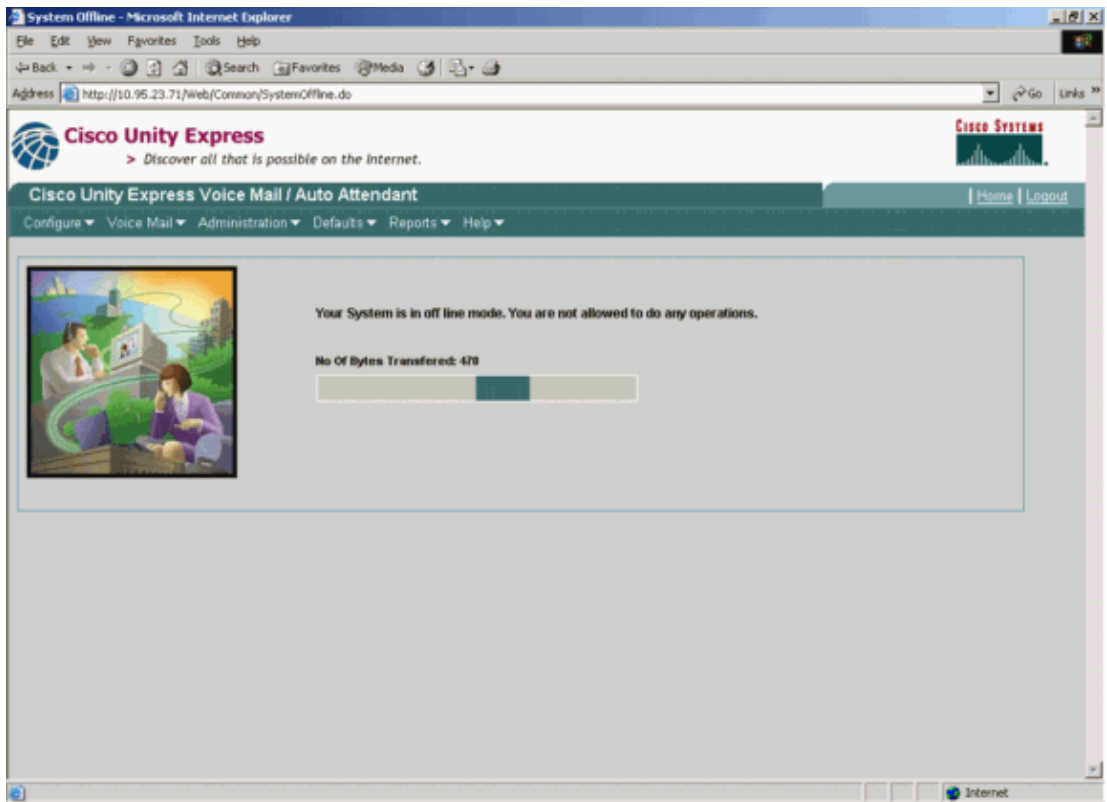 System Offline - Microsoft Internet Explorer
File Edit View Favorites Tools Help
Back Search Favorites Media
Address http://10.95.23.71/Web/Common/SystemOffline.do Go Links »
Cisco Unity Express
> Discover all that is possible on the Internet.
CISCO SYSTEMS
Cisco Unity Express Voice Mail / Auto Attendant
| Home | Logout
Configure Voice Mail Administration Defaults Reports Help
Your System is in off line mode. You are not allowed to do any operations.
No Of Bytes Transfered: 470
Internet